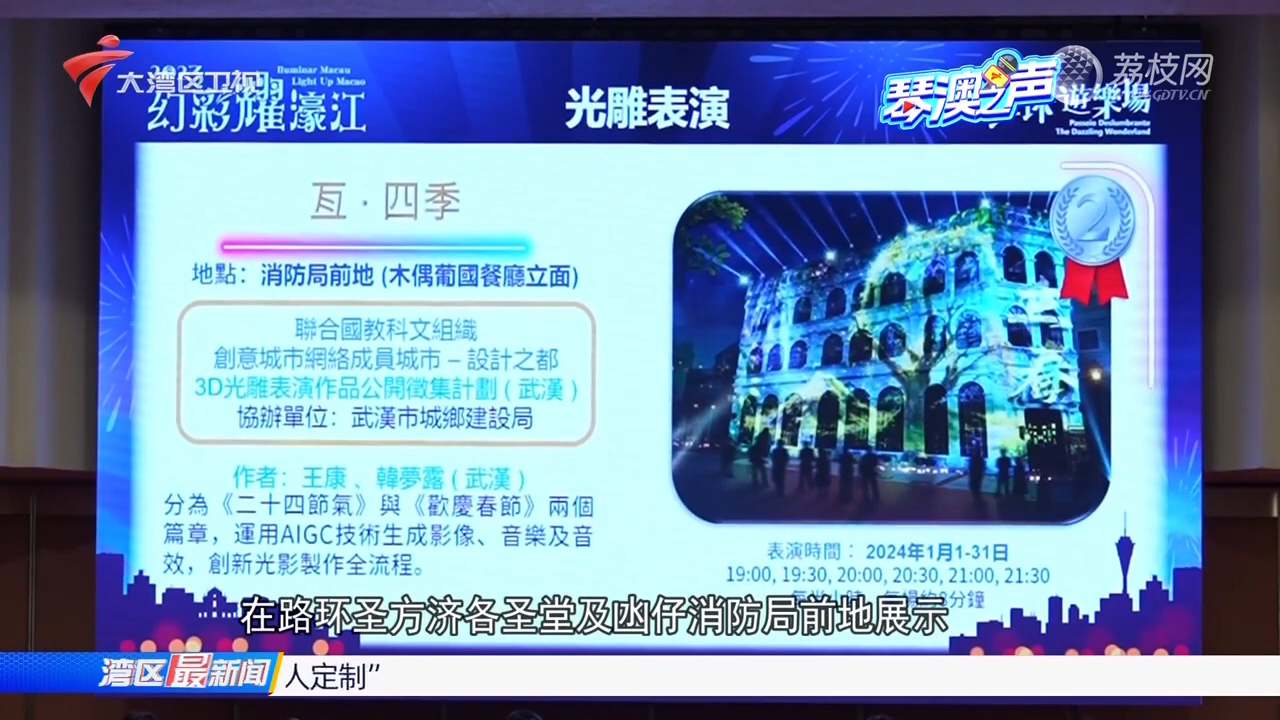 大湾区卫视
2023
幻彩耀濠江
Iluminar Macau
Light Up Macao
光雕表演
琴澳之声
荔枝网
遊樂場
Passeio Deslumbrante
The Dazzling Wonderland
亙·四季
地點：消防局前地 (木偶葡國餐廳立面)
聯合國教科文組織
創意城市網絡成員城市 – 設計之都
3D光雕表演作品公開徵集計劃 ( 武漢 )
協辦單位：武漢市城鄉建設局
作者：王康 、韓夢露 ( 武漢 )
分為《二十四節氣》與《歡慶春節》兩個
篇章，運用AIGC技術生成影像、音樂及音
效，創新光影製作全流程。
2
表演時間： 2024年1月1-31日
19:00, 19:30, 20:00, 20:30, 21:00, 21:30
在路环圣方济各圣堂及氹仔消防局前地展示
湾区最新闻
人定制”